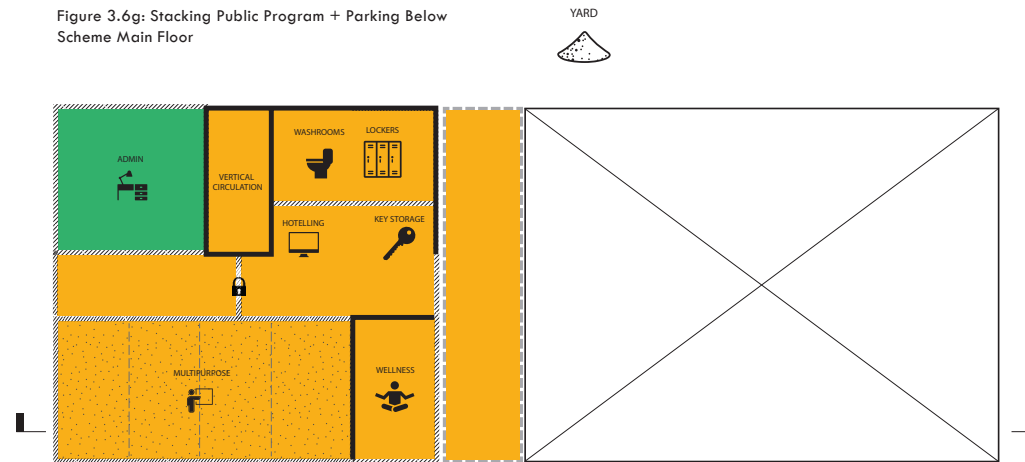 Figure 3.6g: Stacking Public Program + Parking Below
Scheme Main Floor
YARD
ADMIN
VERTICAL
CIRCULATION
WASHROOMS
LOCKERS
HOTELLING
KEY STORAGE
MULTIPURPOSE
WELLNESS